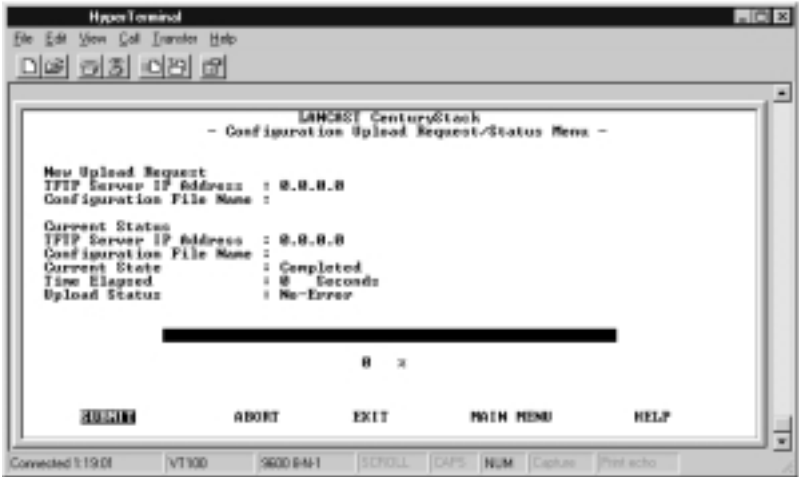 HyperTerminal
File Edit View Call Transfer Help
LANCAST CenturyStack
- Configuration Upload Request/Status Menu -
New Upload Request
TFTP Server IP Address : 0.0.0.0
Configuration File Name :
Current Status
TFTP Server IP Address : 0.0.0.0
Configuration File Name :
Current State : Completed
Time Elapsed : 0 Seconds
Upload Status : No-Error
0 %
SUBMIT ABORT EXIT MAIN MENU HELP
Connected 1:19:01 VT100 9600 8-N-1 SCROLL CAPS NUM Capture Print echo